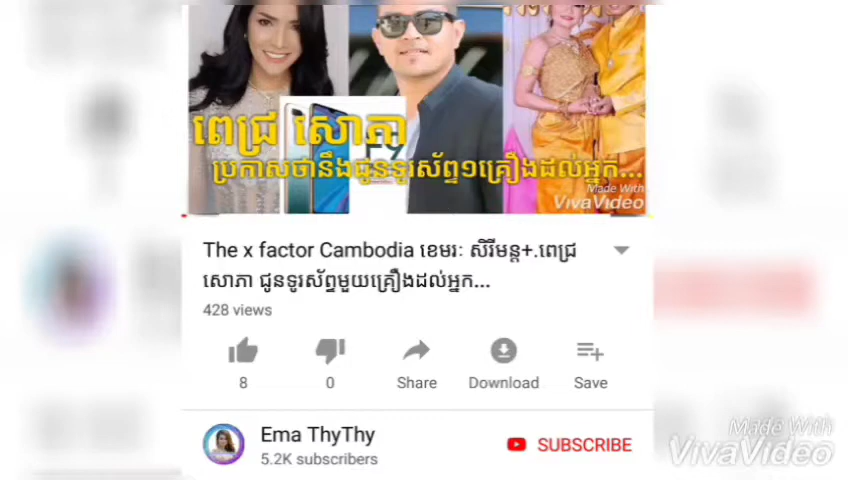 ពេជ្រ សោភា
ប្រកាសថានឹងជូនទូរស័ព្ទ១គ្រឿងដល់អ្នក...
Made With
VivaVideo
The x factor Cambodia ខេមរៈ សិរីមន្ត+.ពេជ្រ
សោភា ជូនទូរស័ព្ទមួយគ្រឿងដល់អ្នក...
428 views
8
0
Share
Download
Save
Ema ThyThy
5.2K subscribers
SUBSCRIBE
Made With
VivaVideo